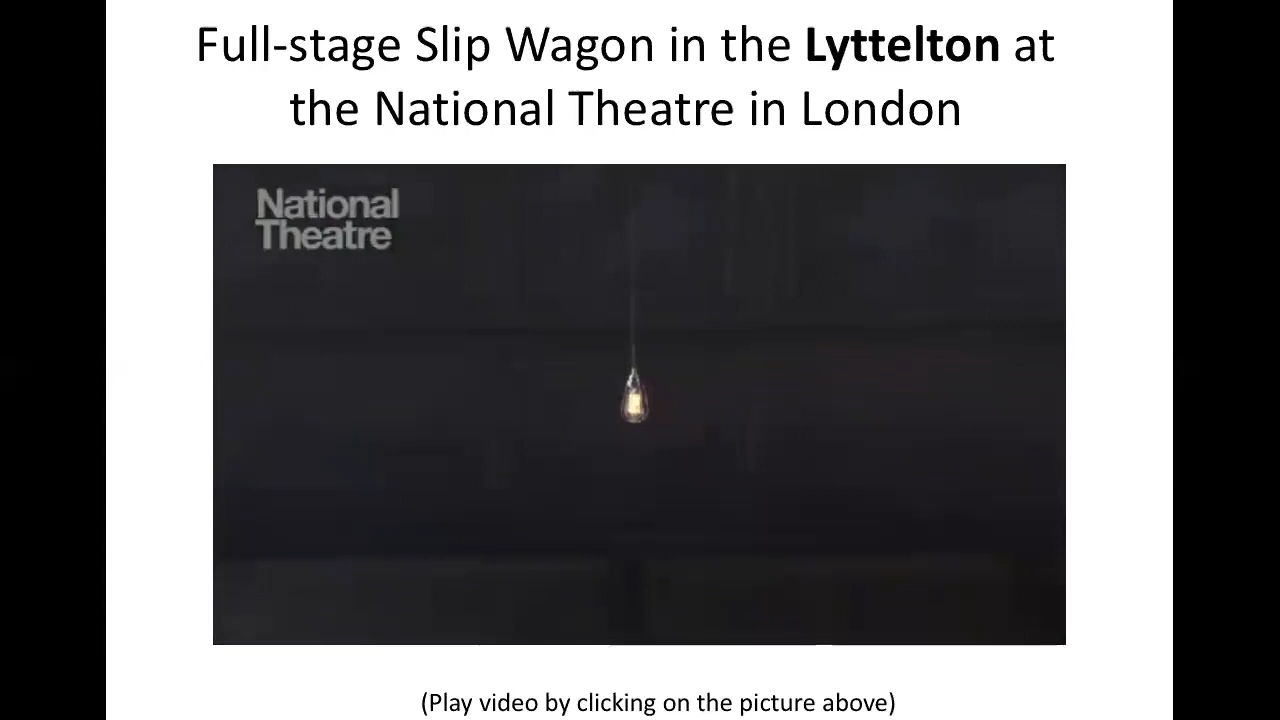 Full-stage Slip Wagon in the Lyttelton at
the National Theatre in London
National
Theatre
(Play video by clicking on the picture above)